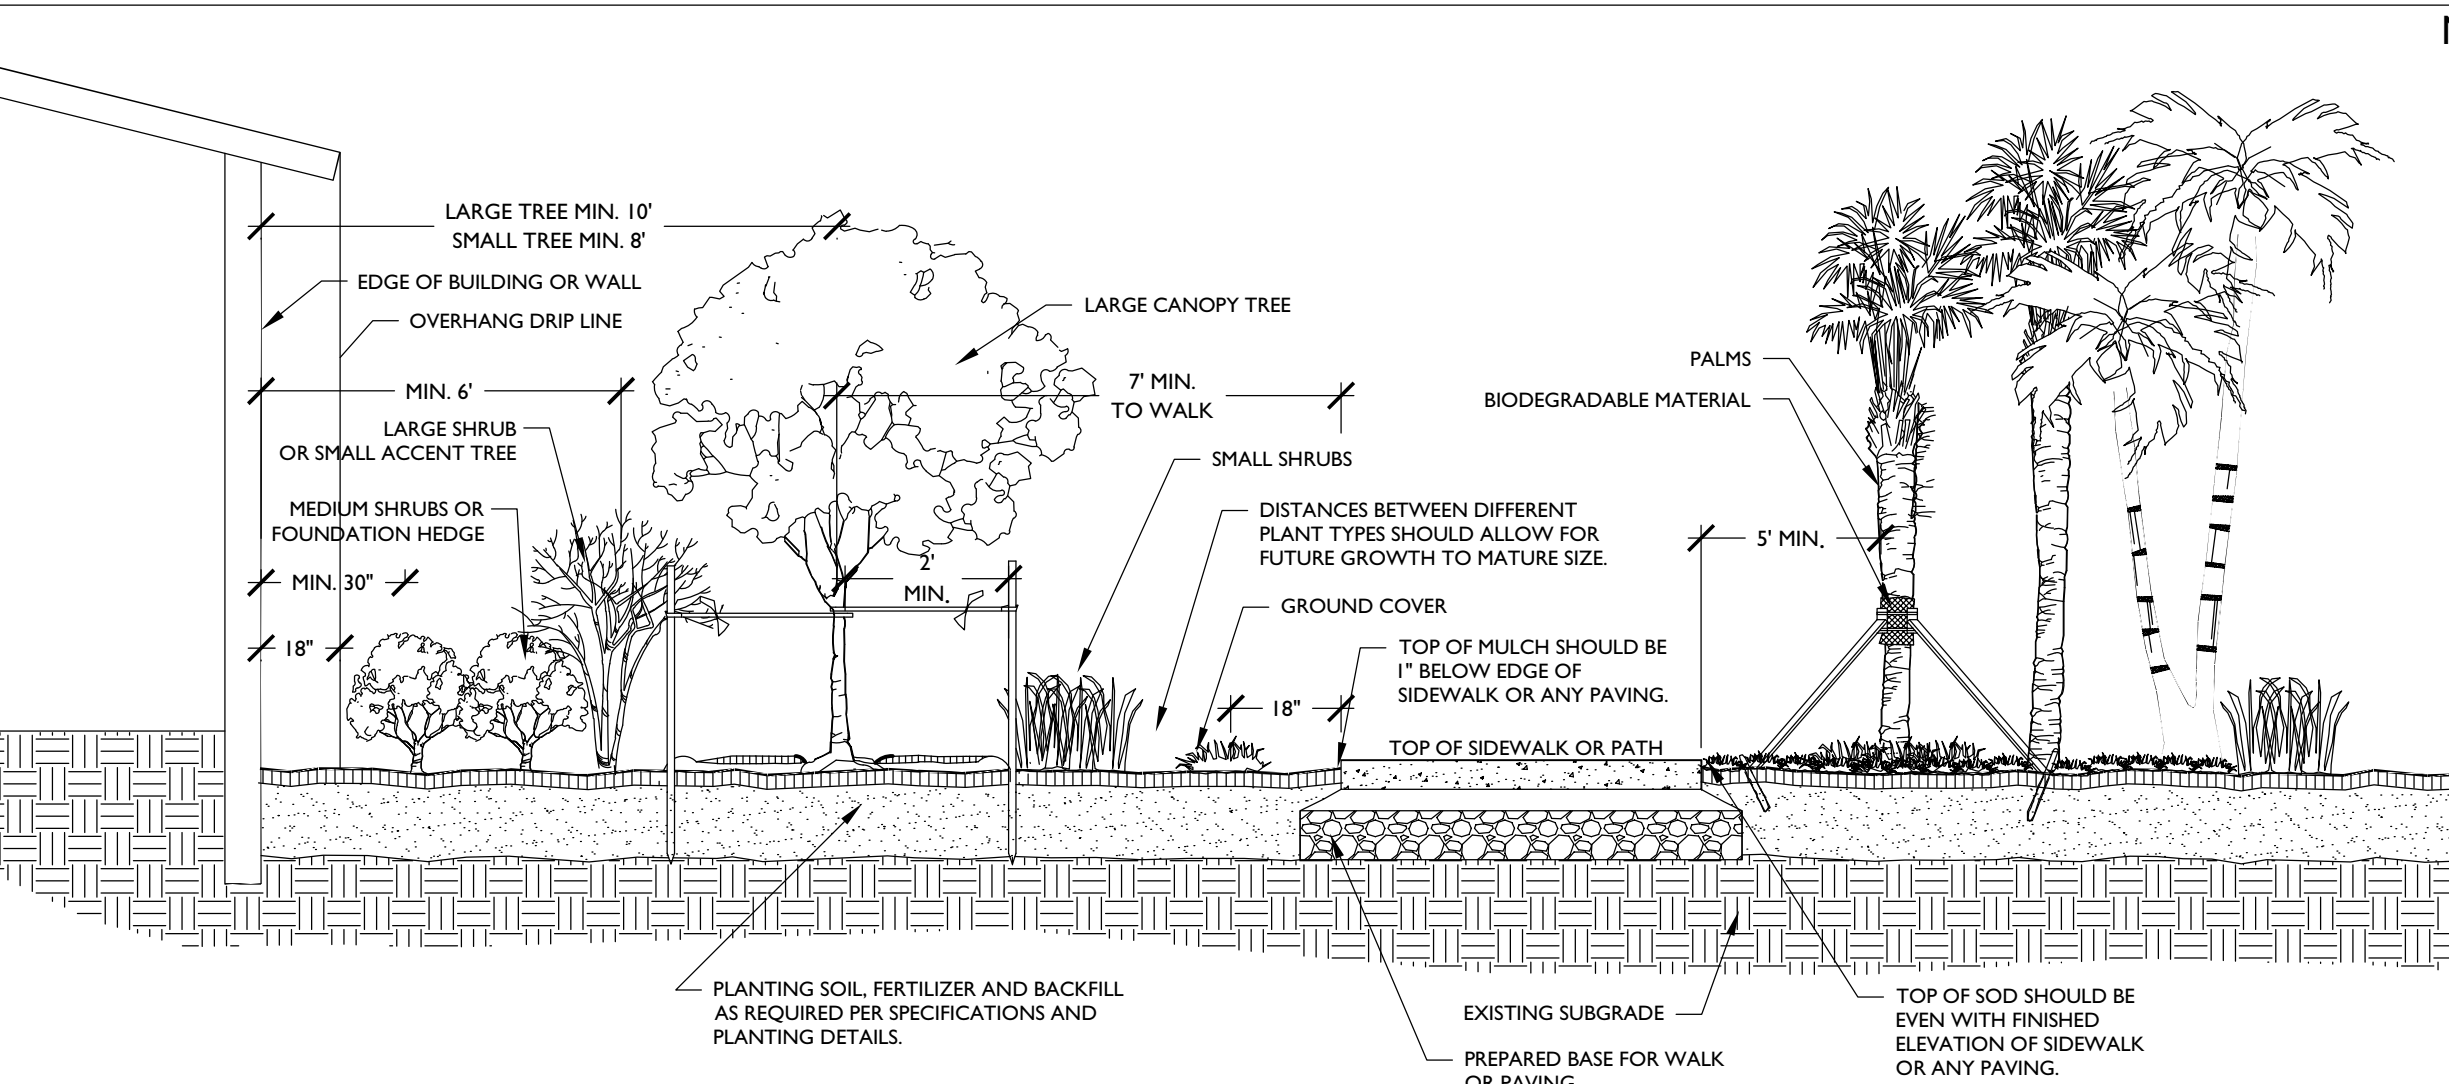 LARGE TREE MIN. 10'
SMALL TREE MIN. 8'
EDGE OF BUILDING OR WALL
OVERHANG DRIP LINE
LARGE CANOPY TREE
MIN. 6'
7' MIN.
TO WALK
PALMS
BIODEGRADABLE MATERIAL
LARGE SHRUB
OR SMALL ACCENT TREE
SMALL SHRUBS
MEDIUM SHRUBS OR
FOUNDATION HEDGE
DISTANCES BETWEEN DIFFERENT
PLANT TYPES SHOULD ALLOW FOR
FUTURE GROWTH TO MATURE SIZE.
5' MIN.
MIN. 30"
2'
MIN.
GROUND COVER
18"
TOP OF MULCH SHOULD BE
1" BELOW EDGE OF
SIDEWALK OR ANY PAVING.
18"
TOP OF SIDEWALK OR PATH
PLANTING SOIL, FERTILIZER AND BACKFILL
AS REQUIRED PER SPECIFICATIONS AND
PLANTING DETAILS.
EXISTING SUBGRADE
PREPARED BASE FOR WALK
OR PAVING
TOP OF SOD SHOULD BE
EVEN WITH FINISHED
ELEVATION OF SIDEWALK
OR ANY PAVING.